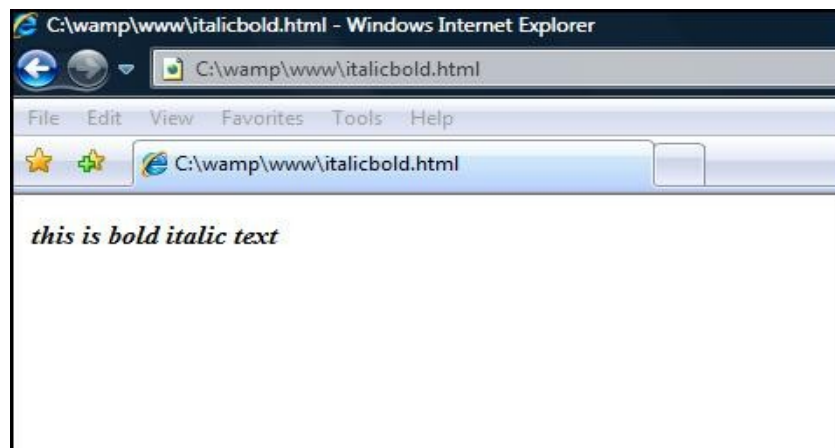 C:\wamp\www\italicbold.html - Windows Internet Explorer
C:\wamp\www\italicbold.html
File Edit View Favorites Tools Help
C:\wamp\www\italicbold.html
this is bold italic text